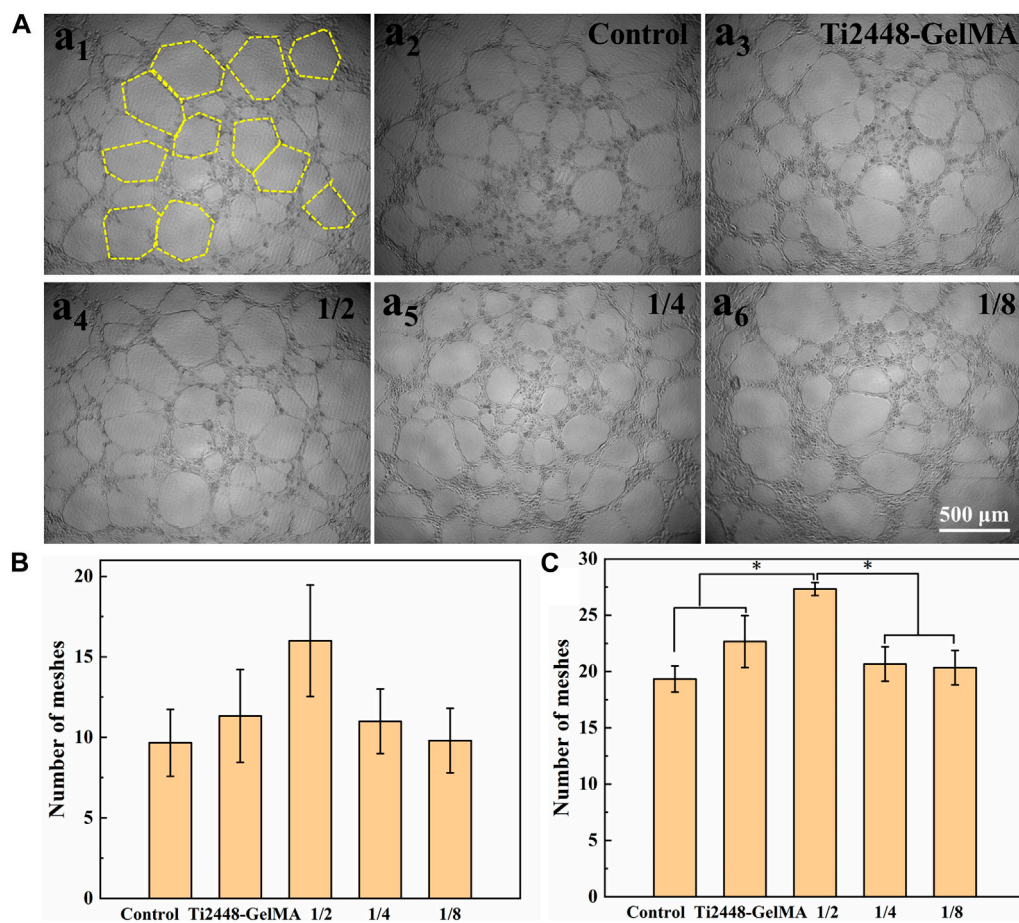 A
a1
a2
Control
a3
Ti2448-GelMA
a4
1/2
a5
1/4
a6
1/8
500 μm
B
Number of meshes
20
15
10
5
0
Control Ti2448-GelMA 1/2 1/4 1/8
C
Number of meshes
30
25
20
15
10
5
0
* *
Control Ti2448-GelMA 1/2 1/4 1/8